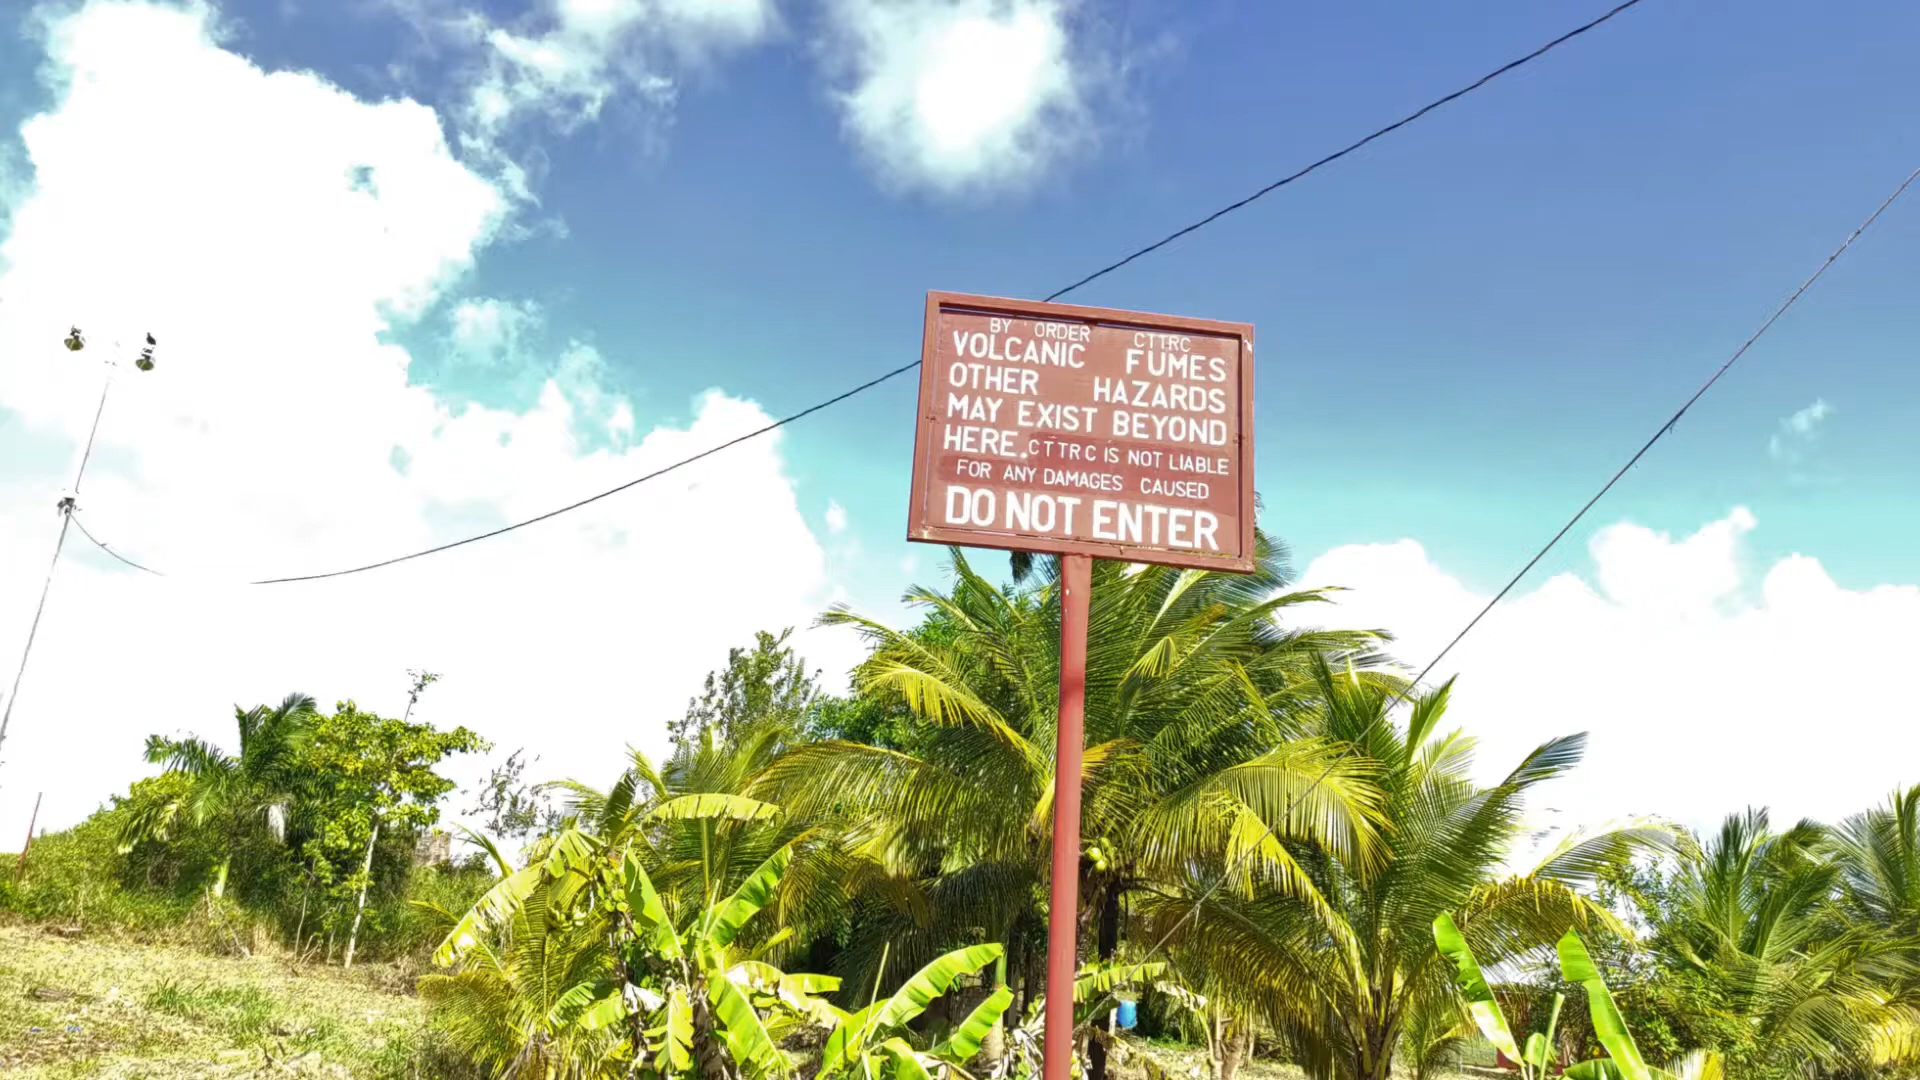 BY ORDER CTTRC
VOLCANIC FUMES
OTHER HAZARDS
MAY EXIST BEYOND
HERE. CTTRC IS NOT LIABLE
FOR ANY DAMAGES CAUSED
DO NOT ENTER